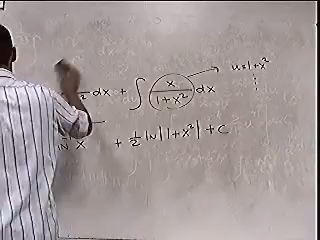 dx + ∫ x/(1+x²) dx → u=1+x²
x + ½ ln|1+x²| + C